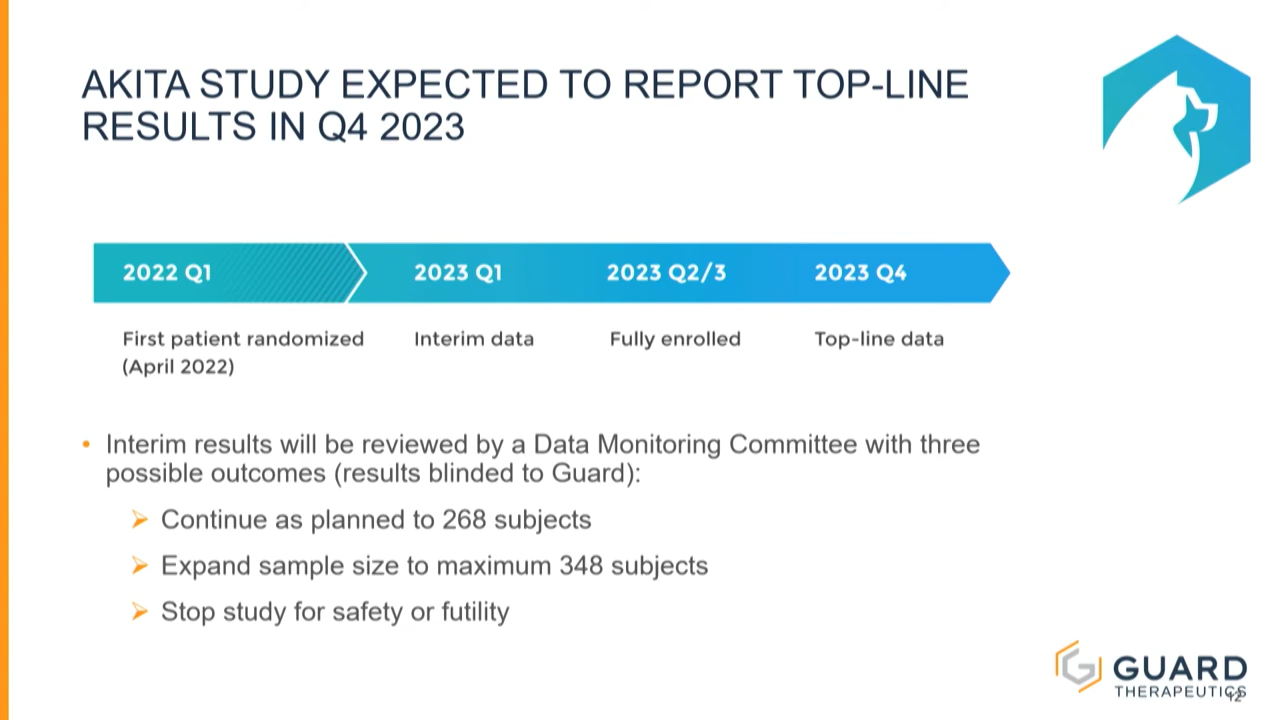 AKITA STUDY EXPECTED TO REPORT TOP-LINE
RESULTS IN Q4 2023
2022 Q1
2023 Q1
2023 Q2/3
2023 Q4
First patient randomized
(April 2022)
Interim data
Fully enrolled
Top-line data
• Interim results will be reviewed by a Data Monitoring Committee with three
possible outcomes (results blinded to Guard):
➢ Continue as planned to 268 subjects
➢ Expand sample size to maximum 348 subjects
➢ Stop study for safety or futility
GUARD
THERAPEUTICS
12